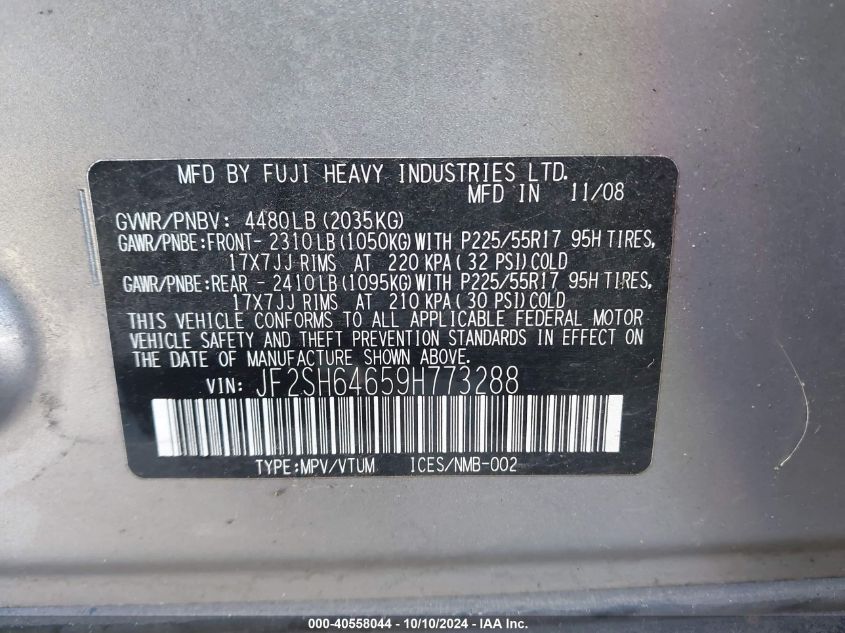 MFD BY FUJI HEAVY INDUSTRIES LTD.
MFD IN 11/08
GVWR/PNBV: 4480LB (2035KG)
GAWR/PNBE:FRONT- 2310LB (1050KG) WITH P225/55R17 95H TIRES,
17X7JJ RIMS AT 220 KPA( 32 PSI) COLD
GAWR/PNBE:REAR - 2410LB (1095KG) WITH P225/55R17 95H TIRES,
17X7JJ RIMS AT 210 KPA( 30 PSI) COLD
THIS VEHICLE CONFORMS TO ALL APPLICABLE FEDERAL MOTOR
VEHICLE SAFETY AND THEFT PREVENTION STANDARDS IN EFFECT ON
THE DATE OF MANUFACTURE SHOWN ABOVE.
VIN: JF2SH64659H773288
TYPE:MPV/VTUM ICES/NMB-002
000-40558044 - 10/10/2024 - IAA Inc.